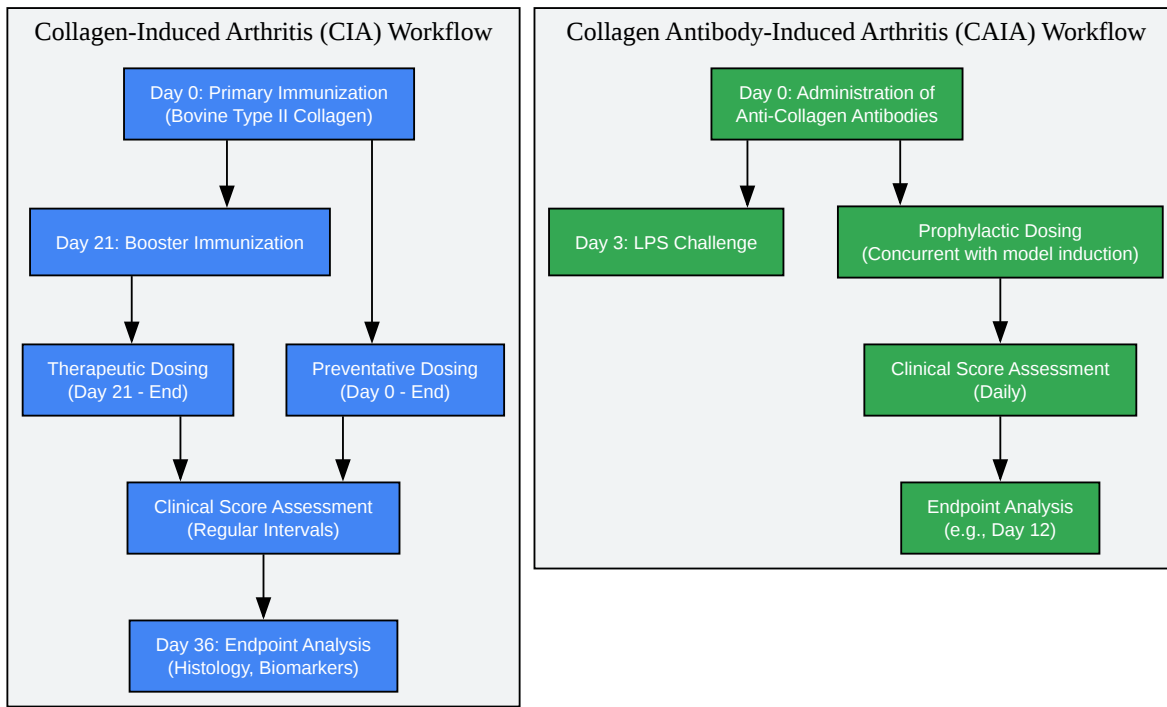 Collagen-Induced Arthritis (CIA) Workflow
Day 0: Primary Immunization
(Bovine Type II Collagen)
Day 21: Booster Immunization
Therapeutic Dosing
(Day 21 - End)
Preventative Dosing
(Day 0 - End)
Clinical Score Assessment
(Regular Intervals)
Day 36: Endpoint Analysis
(Histology, Biomarkers)
Collagen Antibody-Induced Arthritis (CAIA) Workflow
Day 0: Administration of
Anti-Collagen Antibodies
Day 3: LPS Challenge
Prophylactic Dosing
(Concurrent with model induction)
Clinical Score Assessment
(Daily)
Endpoint Analysis
(e.g., Day 12)